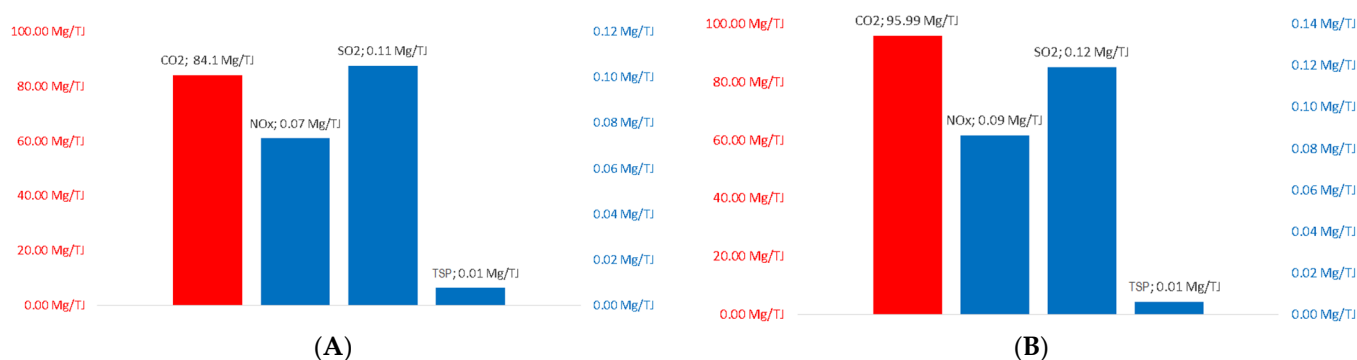 100.00 Mg/TJ
80.00 Mg/TJ
60.00 Mg/TJ
40.00 Mg/TJ
20.00 Mg/TJ
0.00 Mg/TJ
CO2; 84.1 Mg/TJ
NOx; 0.07 Mg/TJ
SO2; 0.11 Mg/TJ
TSP; 0.01 Mg/TJ
0.12 Mg/TJ
0.10 Mg/TJ
0.08 Mg/TJ
0.06 Mg/TJ
0.04 Mg/TJ
0.02 Mg/TJ
0.00 Mg/TJ
(A)
100.00 Mg/TJ
80.00 Mg/TJ
60.00 Mg/TJ
40.00 Mg/TJ
20.00 Mg/TJ
0.00 Mg/TJ
CO2; 95.99 Mg/TJ
NOx; 0.09 Mg/TJ
SO2; 0.12 Mg/TJ
TSP; 0.01 Mg/TJ
0.14 Mg/TJ
0.12 Mg/TJ
0.10 Mg/TJ
0.08 Mg/TJ
0.06 Mg/TJ
0.04 Mg/TJ
0.02 Mg/TJ
0.00 Mg/TJ
(B)